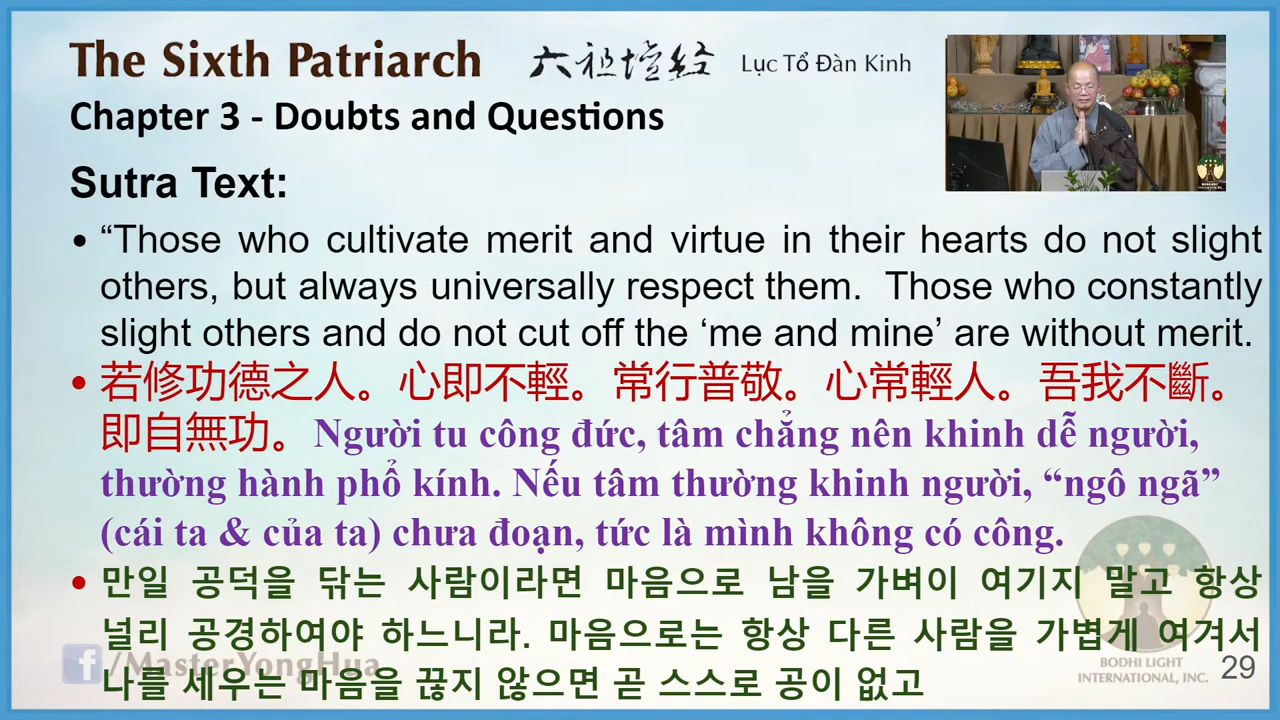 The Sixth Patriarch 六祖壇経 Lục Tổ Đàn Kinh
Chapter 3 - Doubts and Questions
Sutra Text:
• “Those who cultivate merit and virtue in their hearts do not slight
others, but always universally respect them. Those who constantly
slight others and do not cut off the ‘me and mine’ are without merit.
• 若修功德之人。心即不輕。常行普敬。心常輕人。吾我不斷。
即自無功。Người tu công đức, tâm chẳng nên khinh dễ người,
thường hành phổ kính. Nếu tâm thường khinh người, “ngô ngã”
(cái ta & của ta) chưa đoạn, tức là mình không có công.
• 만일 공덕을 닦는 사람이라면 마음으로 남을 가벼이 여기지 말고 항상
널리 공경하여야 하느니라. 마음으로는 항상 다른 사람을 가볍게 여겨서
나를 세우는 마음을 끊지 않으면 곧 스스로 공이 없고
f/MasterYongHua
BODHI LIGHT
INTERNATIONAL, INC.
29